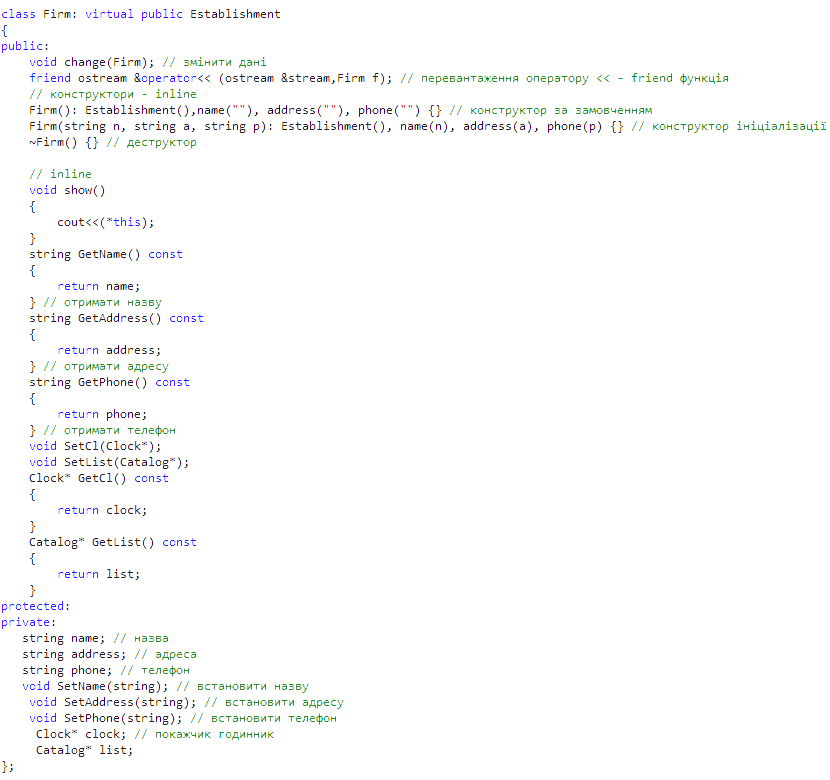 class Firm: virtual public Establishment
{
public:
    void change(Firm); // змінити дані
    friend ostream &operator<< (ostream &stream,Firm f); // перевантаження оператору << - friend функція
    // конструктори - inline
    Firm(): Establishment(),name(""), address(""), phone("") {} // конструктор за замовченням
    Firm(string n, string a, string p): Establishment(), name(n), address(a), phone(p) {} // конструктор ініціалізації
    ~Firm() {} // деструктор

    // inline
    void show()
    {
        cout<<(*this);
    }
    string GetName() const
    {
        return name;
    } // отримати назву
    string GetAddress() const
    {
        return address;
    } // отримати адресу
    string GetPhone() const
    {
        return phone;
    } // отримати телефон
    void SetCl(Clock*);
    void SetList(Catalog*);
    Clock* GetCl() const
    {
        return clock;
    }
    Catalog* GetList() const
    {
        return list;
    }
protected:
private:
   string name; // назва
   string address; // адреса
   string phone; // телефон
   void SetName(string); // встановити назву
    void SetAddress(string); // встановити адресу
    void SetPhone(string); // встановити телефон
     Clock* clock; // покажчик годинник
     Catalog* list;
};